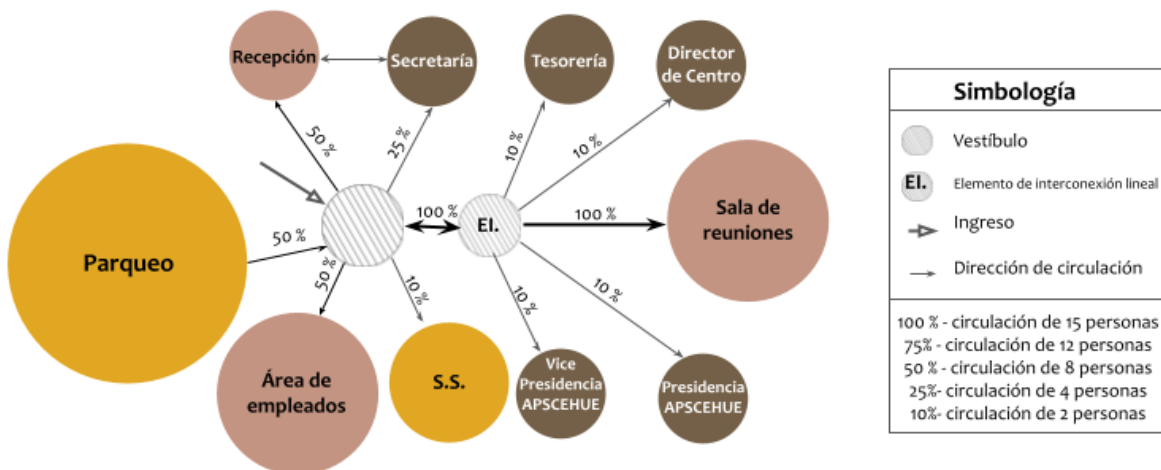 Recepción
Secretaría
Tesorería
Director
de Centro
50 %
25 %
10 %
10 %
Parqueo
50 %
100 %
EI.
100 %
Sala de
reuniones
50 %
10 %
10 %
10 %
Área de
empleados
S.S.
Vice
Presidencia
APSCEHUE
Presidencia
APSCEHUE
Simbología
Vestíbulo
EI.
Elemento de interconexión lineal
Ingreso
Dirección de circulación
100 % - circulación de 15 personas
75% - circulación de 12 personas
50 % - circulación de 8 personas
25%- circulación de 4 personas
10%- circulación de 2 personas